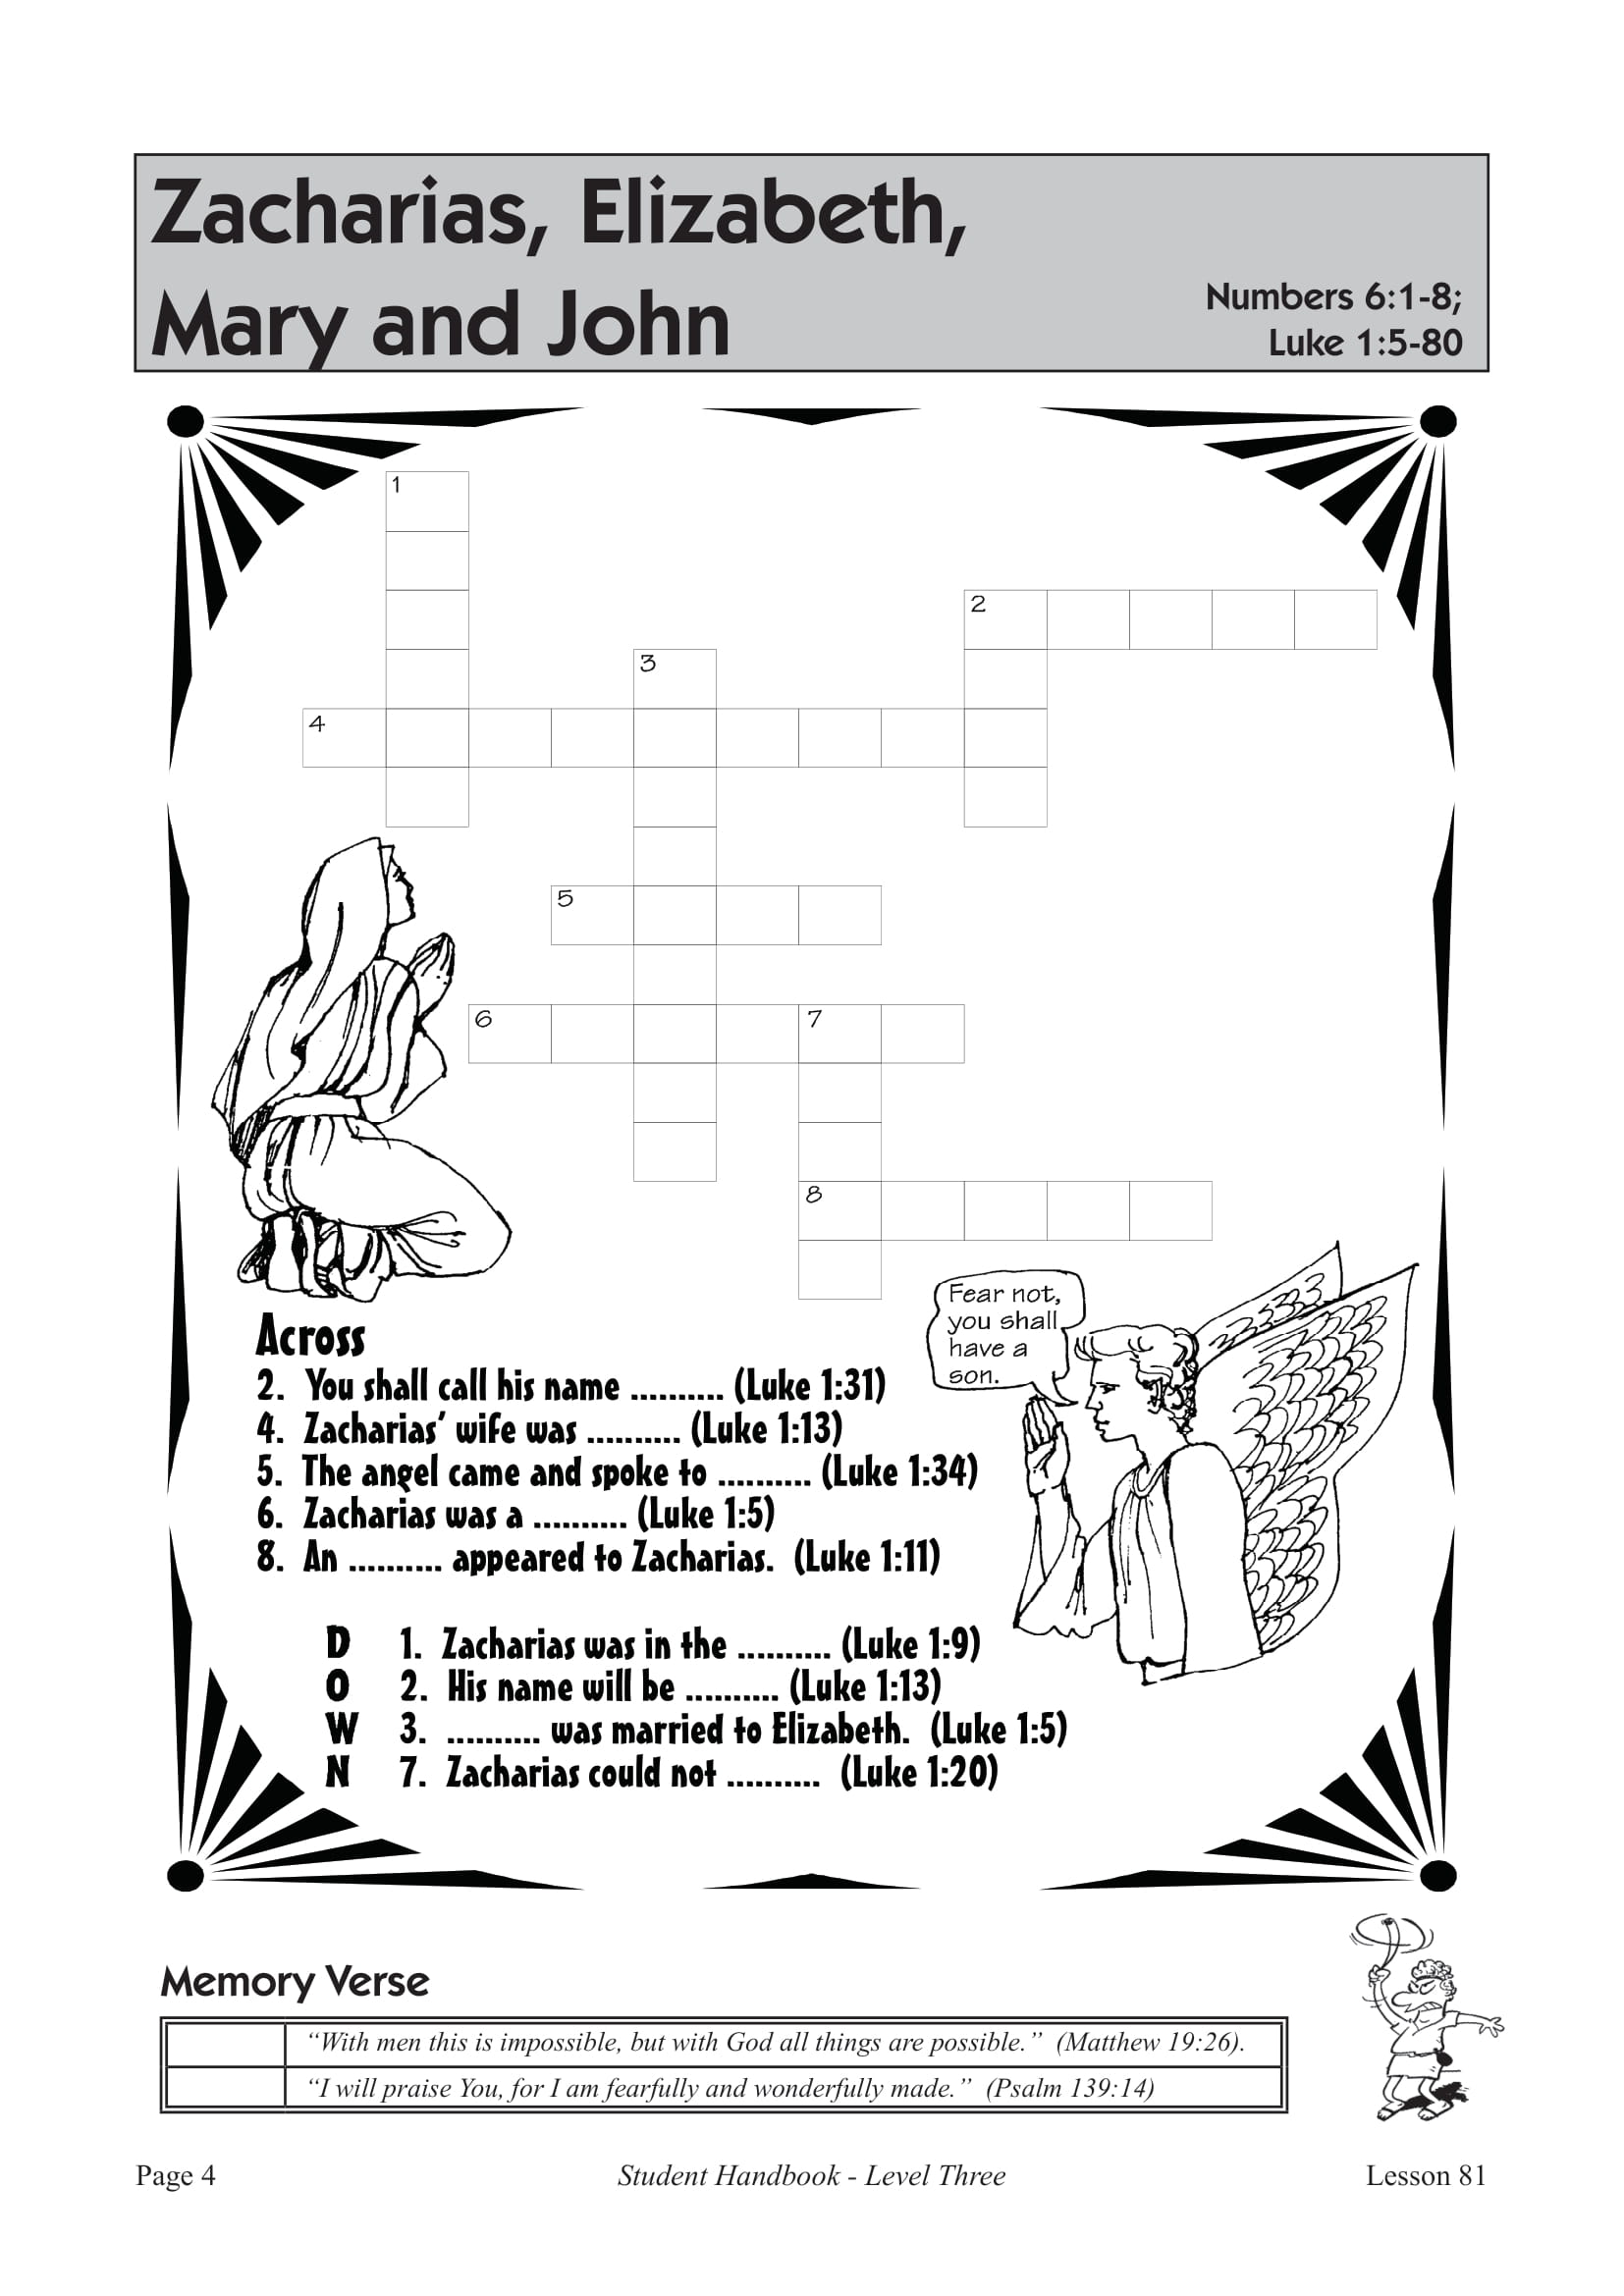 Zacharias, Elizabeth,
Mary and John
Numbers 6:1-8;
Luke 1:5-80
1
2
3
4
5
6
7
8
Fear not,
you shall
have a
son.
Across
2. You shall call his name .......... (Luke 1:31)
4. Zacharias’ wife was .......... (Luke 1:13)
5. The angel came and spoke to .......... (Luke 1:34)
6. Zacharias was a .......... (Luke 1:5)
8. An .......... appeared to Zacharias. (Luke 1:11)
D 1. Zacharias was in the .......... (Luke 1:9)
O 2. His name will be .......... (Luke 1:13)
W 3. .......... was married to Elizabeth. (Luke 1:5)
N 7. Zacharias could not .......... (Luke 1:20)
Memory Verse
“With men this is impossible, but with God all things are possible.” (Matthew 19:26).
“I will praise You, for I am fearfully and wonderfully made.” (Psalm 139:14)
Page 4 Student Handbook - Level Three Lesson 81